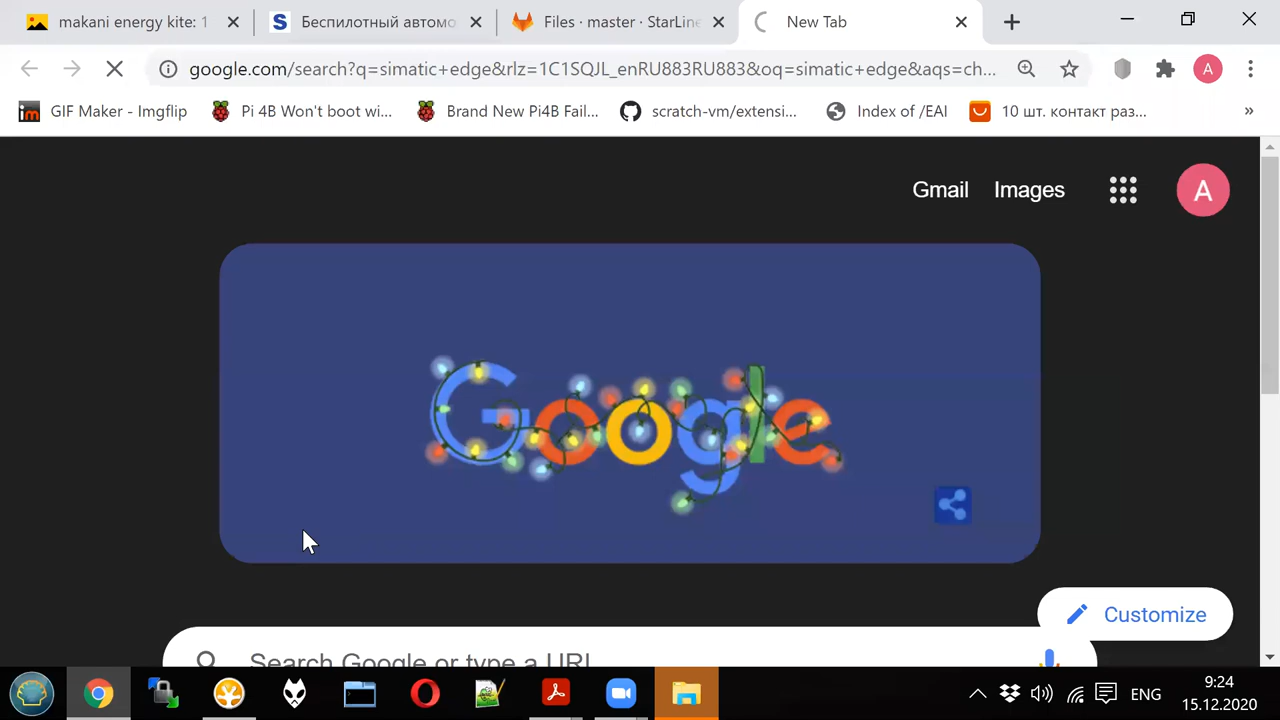 makani energy kite: 1
Беспилотный автомо
Files · master · StarLine
New Tab
google.com/search?q=simatic+edge&rlz=1C1SQJL_enRU883RU883&oq=simatic+edge&aqs=ch...
A
GIF Maker - Imgflip
Pi 4B Won't boot wi...
Brand New Pi4B Fail...
scratch-vm/extensi...
Index of /EAI
10 шт. контакт раз...
»
Gmail
Images
A
Google
Customize
Search Google or type a URL
ENG
9:24
15.12.2020